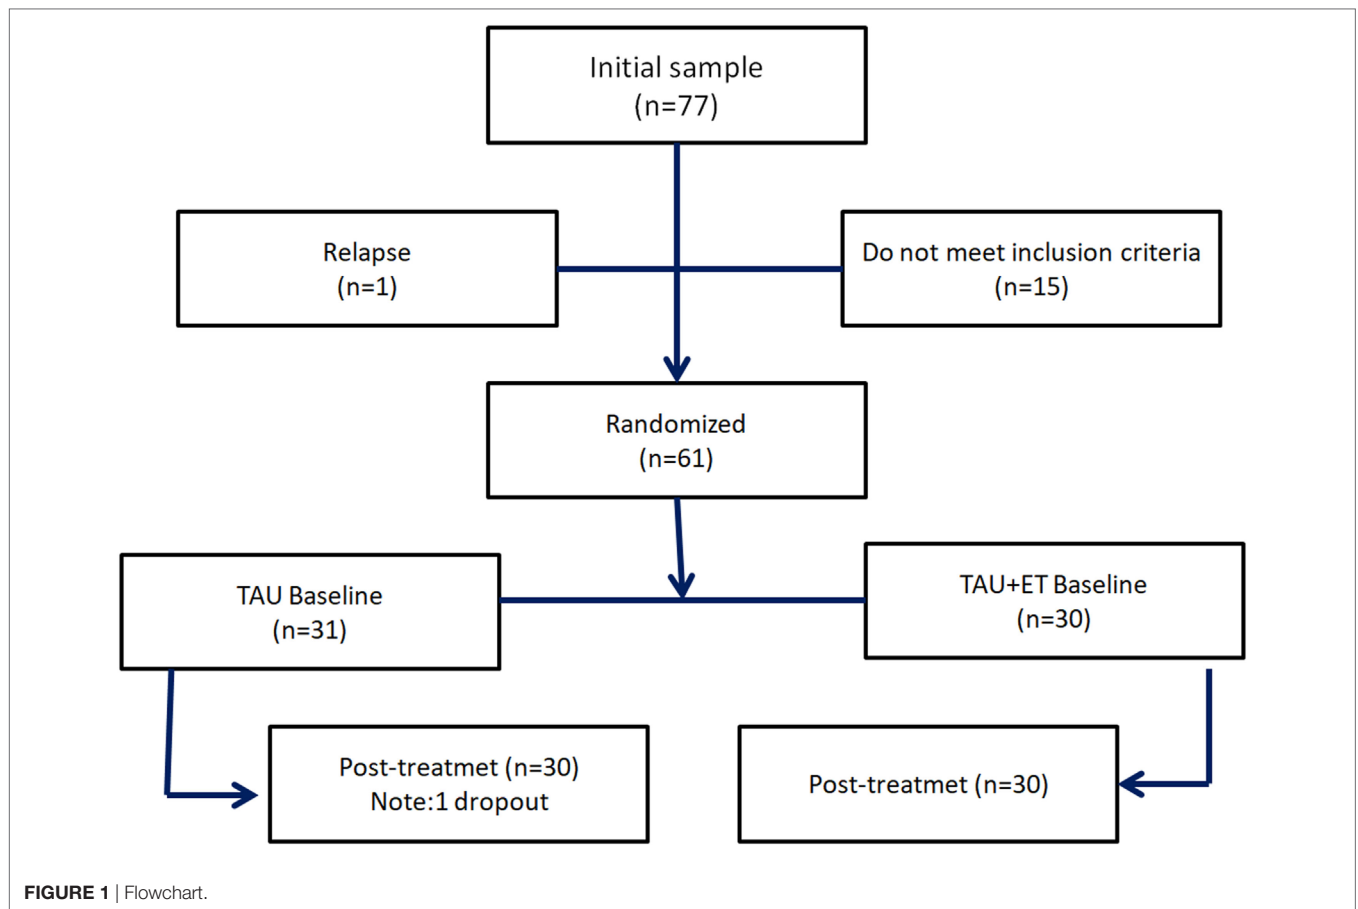 Initial sample
(n=77)
Relapse
(n=1)
Do not meet inclusion criteria
(n=15)
Randomized
(n=61)
TAU Baseline
(n=31)
TAU+ET Baseline
(n=30)
Post-treatmet (n=30)
Note:1 dropout
Post-treatmet (n=30)
FIGURE 1 | Flowchart.